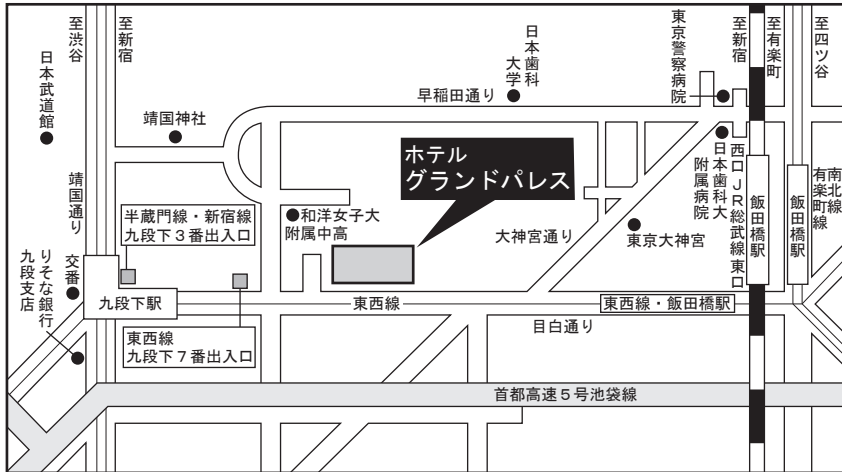 至渋谷
至新宿
日本武道館
靖国神社
靖国通り
早稲田通り
日本歯科
大学
東京警察
病院
至新宿
至有楽町
至四ツ谷
ホテル
グランドパレス
半蔵門線・新宿線
九段下3番出入口
和洋女子大
附属中高
大神宮通り
東京大神宮
日本歯科大
附属病院
西口 JR総武線 東口
飯田橋駅
飯田橋駅
南北線
有楽町線
交番
りそな銀行
九段支店
九段下駅
東西線
東西線・飯田橋駅
東西線
九段下7番出入口
目白通り
首都高速5号池袋線